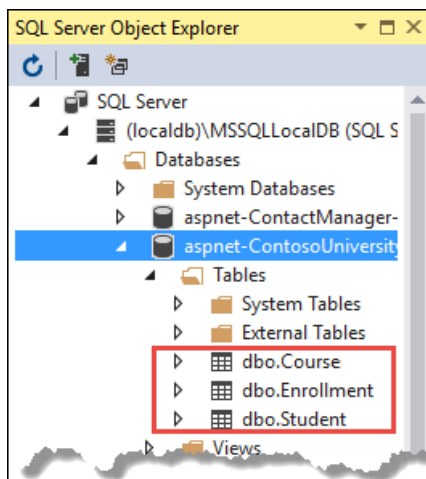 SQL Server Object Explorer
SQL Server
(localdb)\MSSQLLocalDB (SQL S
Databases
System Databases
aspnet-ContactManager-
aspnet-ContosoUniversity
Tables
System Tables
External Tables
dbo.Course
dbo.Enrollment
dbo.Student
Views